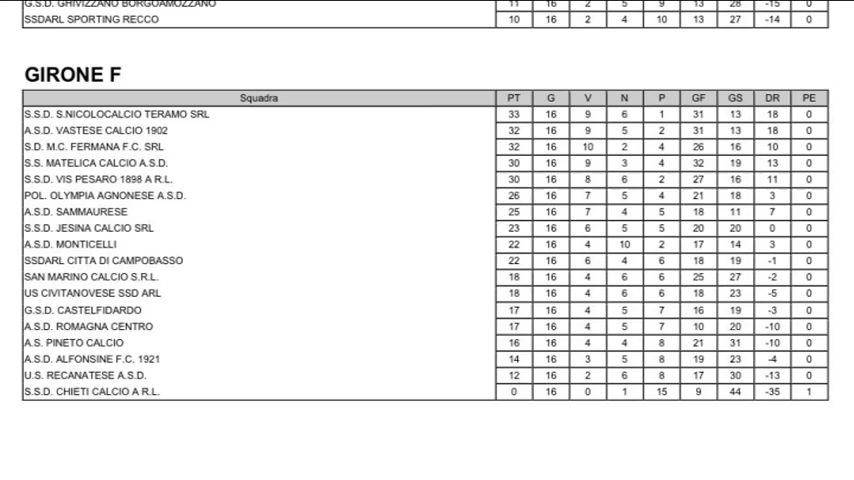 G.S.D. GHIVIZZANO BORGOAMOZZANO 11 16 2 5 9 13 28 -15 0
SSDARL SPORTING RECCO 10 16 2 4 10 13 27 -14 0
GIRONE F
Squadra PT G V N P GF GS DR PE
S.S.D. S.NICOLOCALCIO TERAMO SRL 33 16 9 6 1 31 13 18 0
A.S.D. VASTESE CALCIO 1902 32 16 9 5 2 31 13 18 0
S.D. M.C. FERMANA F.C. SRL 32 16 10 2 4 26 16 10 0
S.S. MATELICA CALCIO A.S.D. 30 16 9 3 4 32 19 13 0
S.S.D. VIS PESARO 1898 A R.L. 30 16 8 6 2 27 16 11 0
POL. OLYMPIA AGNONESE A.S.D. 26 16 7 5 4 21 18 3 0
A.S.D. SAMMAURESE 25 16 7 4 5 18 11 7 0
S.S.D. JESINA CALCIO SRL 23 16 6 5 5 20 20 0 0
A.S.D. MONTICELLI 22 16 4 10 2 17 14 3 0
SSDARL CITTA DI CAMPOBASSO 22 16 6 4 6 18 19 -1 0
SAN MARINO CALCIO S.R.L. 18 16 4 6 6 25 27 -2 0
US CIVITANOVESE SSD ARL 18 16 4 6 6 18 23 -5 0
G.S.D. CASTELFIDARDO 17 16 4 5 7 16 19 -3 0
A.S.D. ROMAGNA CENTRO 17 16 4 5 7 10 20 -10 0
A.S. PINETO CALCIO 16 16 4 4 8 21 31 -10 0
A.S.D. ALFONSINE F.C. 1921 14 16 3 5 8 19 23 -4 0
U.S. RECANATESE A.S.D. 12 16 2 6 8 17 30 -13 0
S.S.D. CHIETI CALCIO A R.L. 0 16 0 1 15 9 44 -35 1